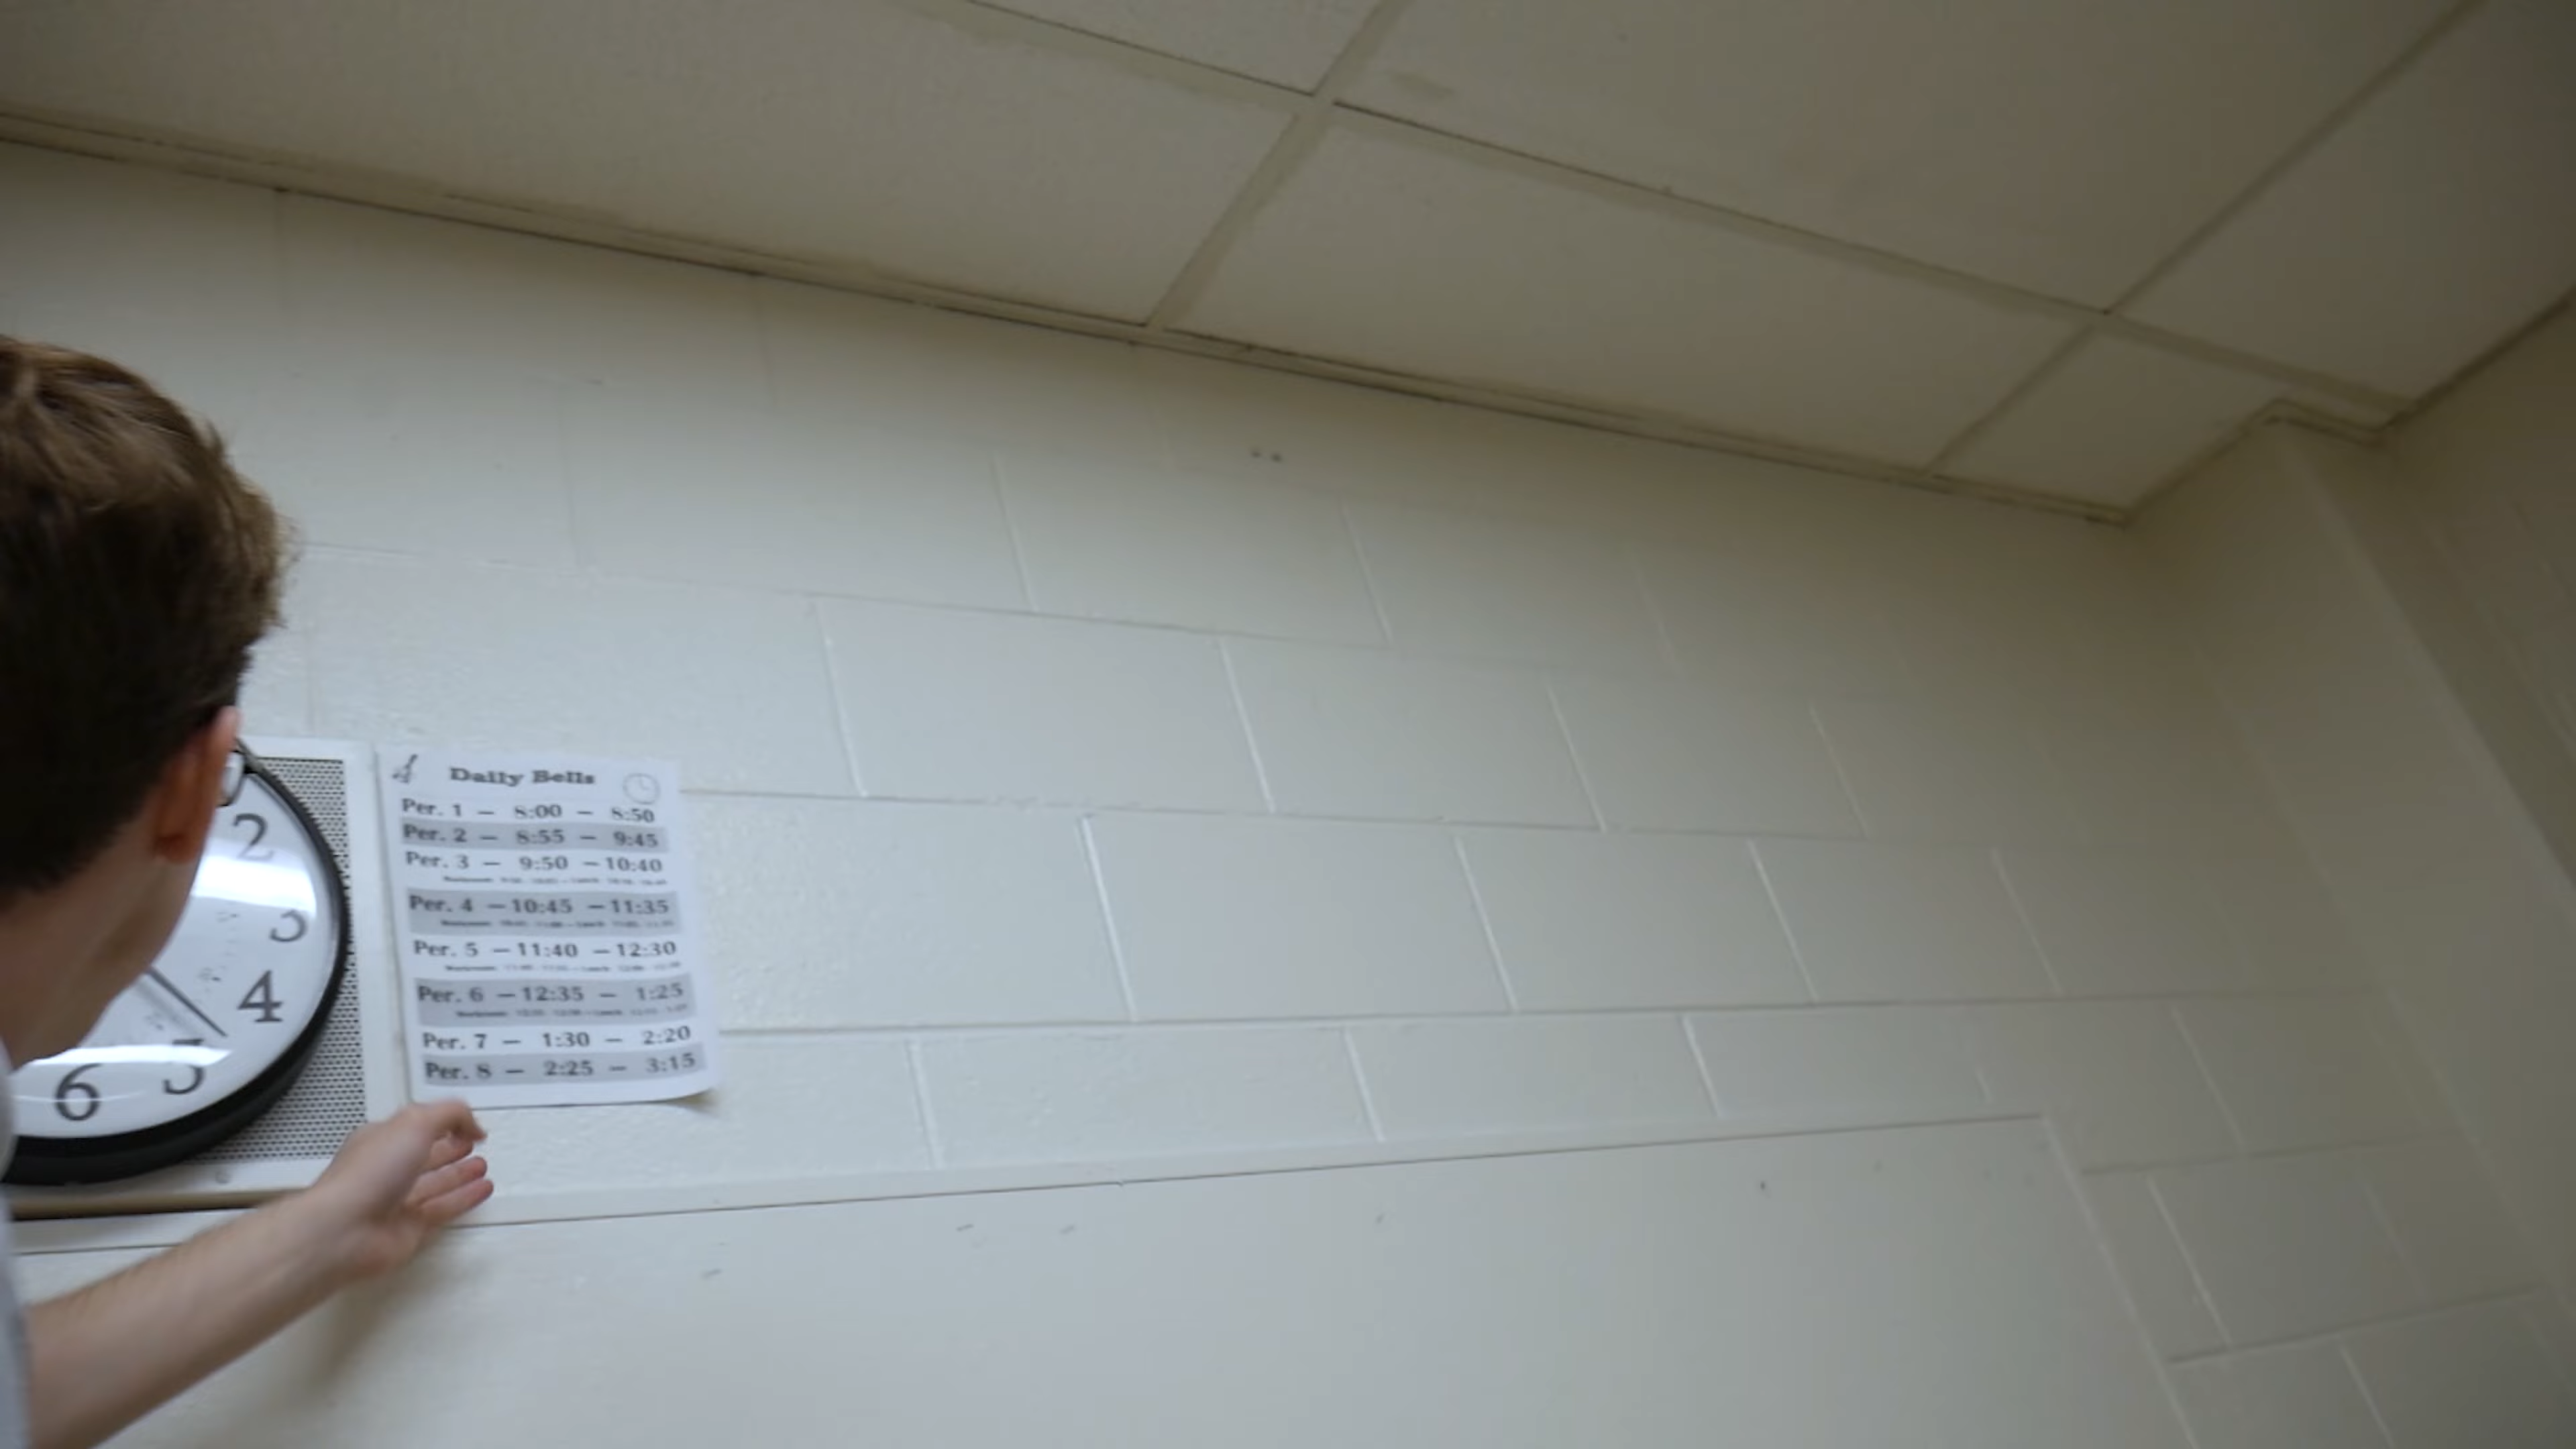 Daily Bells
Per. 1 — 8:00 — 8:50
Per. 2 — 8:55 — 9:45
Per. 3 — 9:50 — 10:40
Per. 4 — 10:45 — 11:35
Per. 5 — 11:40 — 12:30
Per. 6 — 12:35 — 1:25
Per. 7 — 1:30 — 2:20
Per. 8 — 2:25 — 3:15
2
3
4
5
6